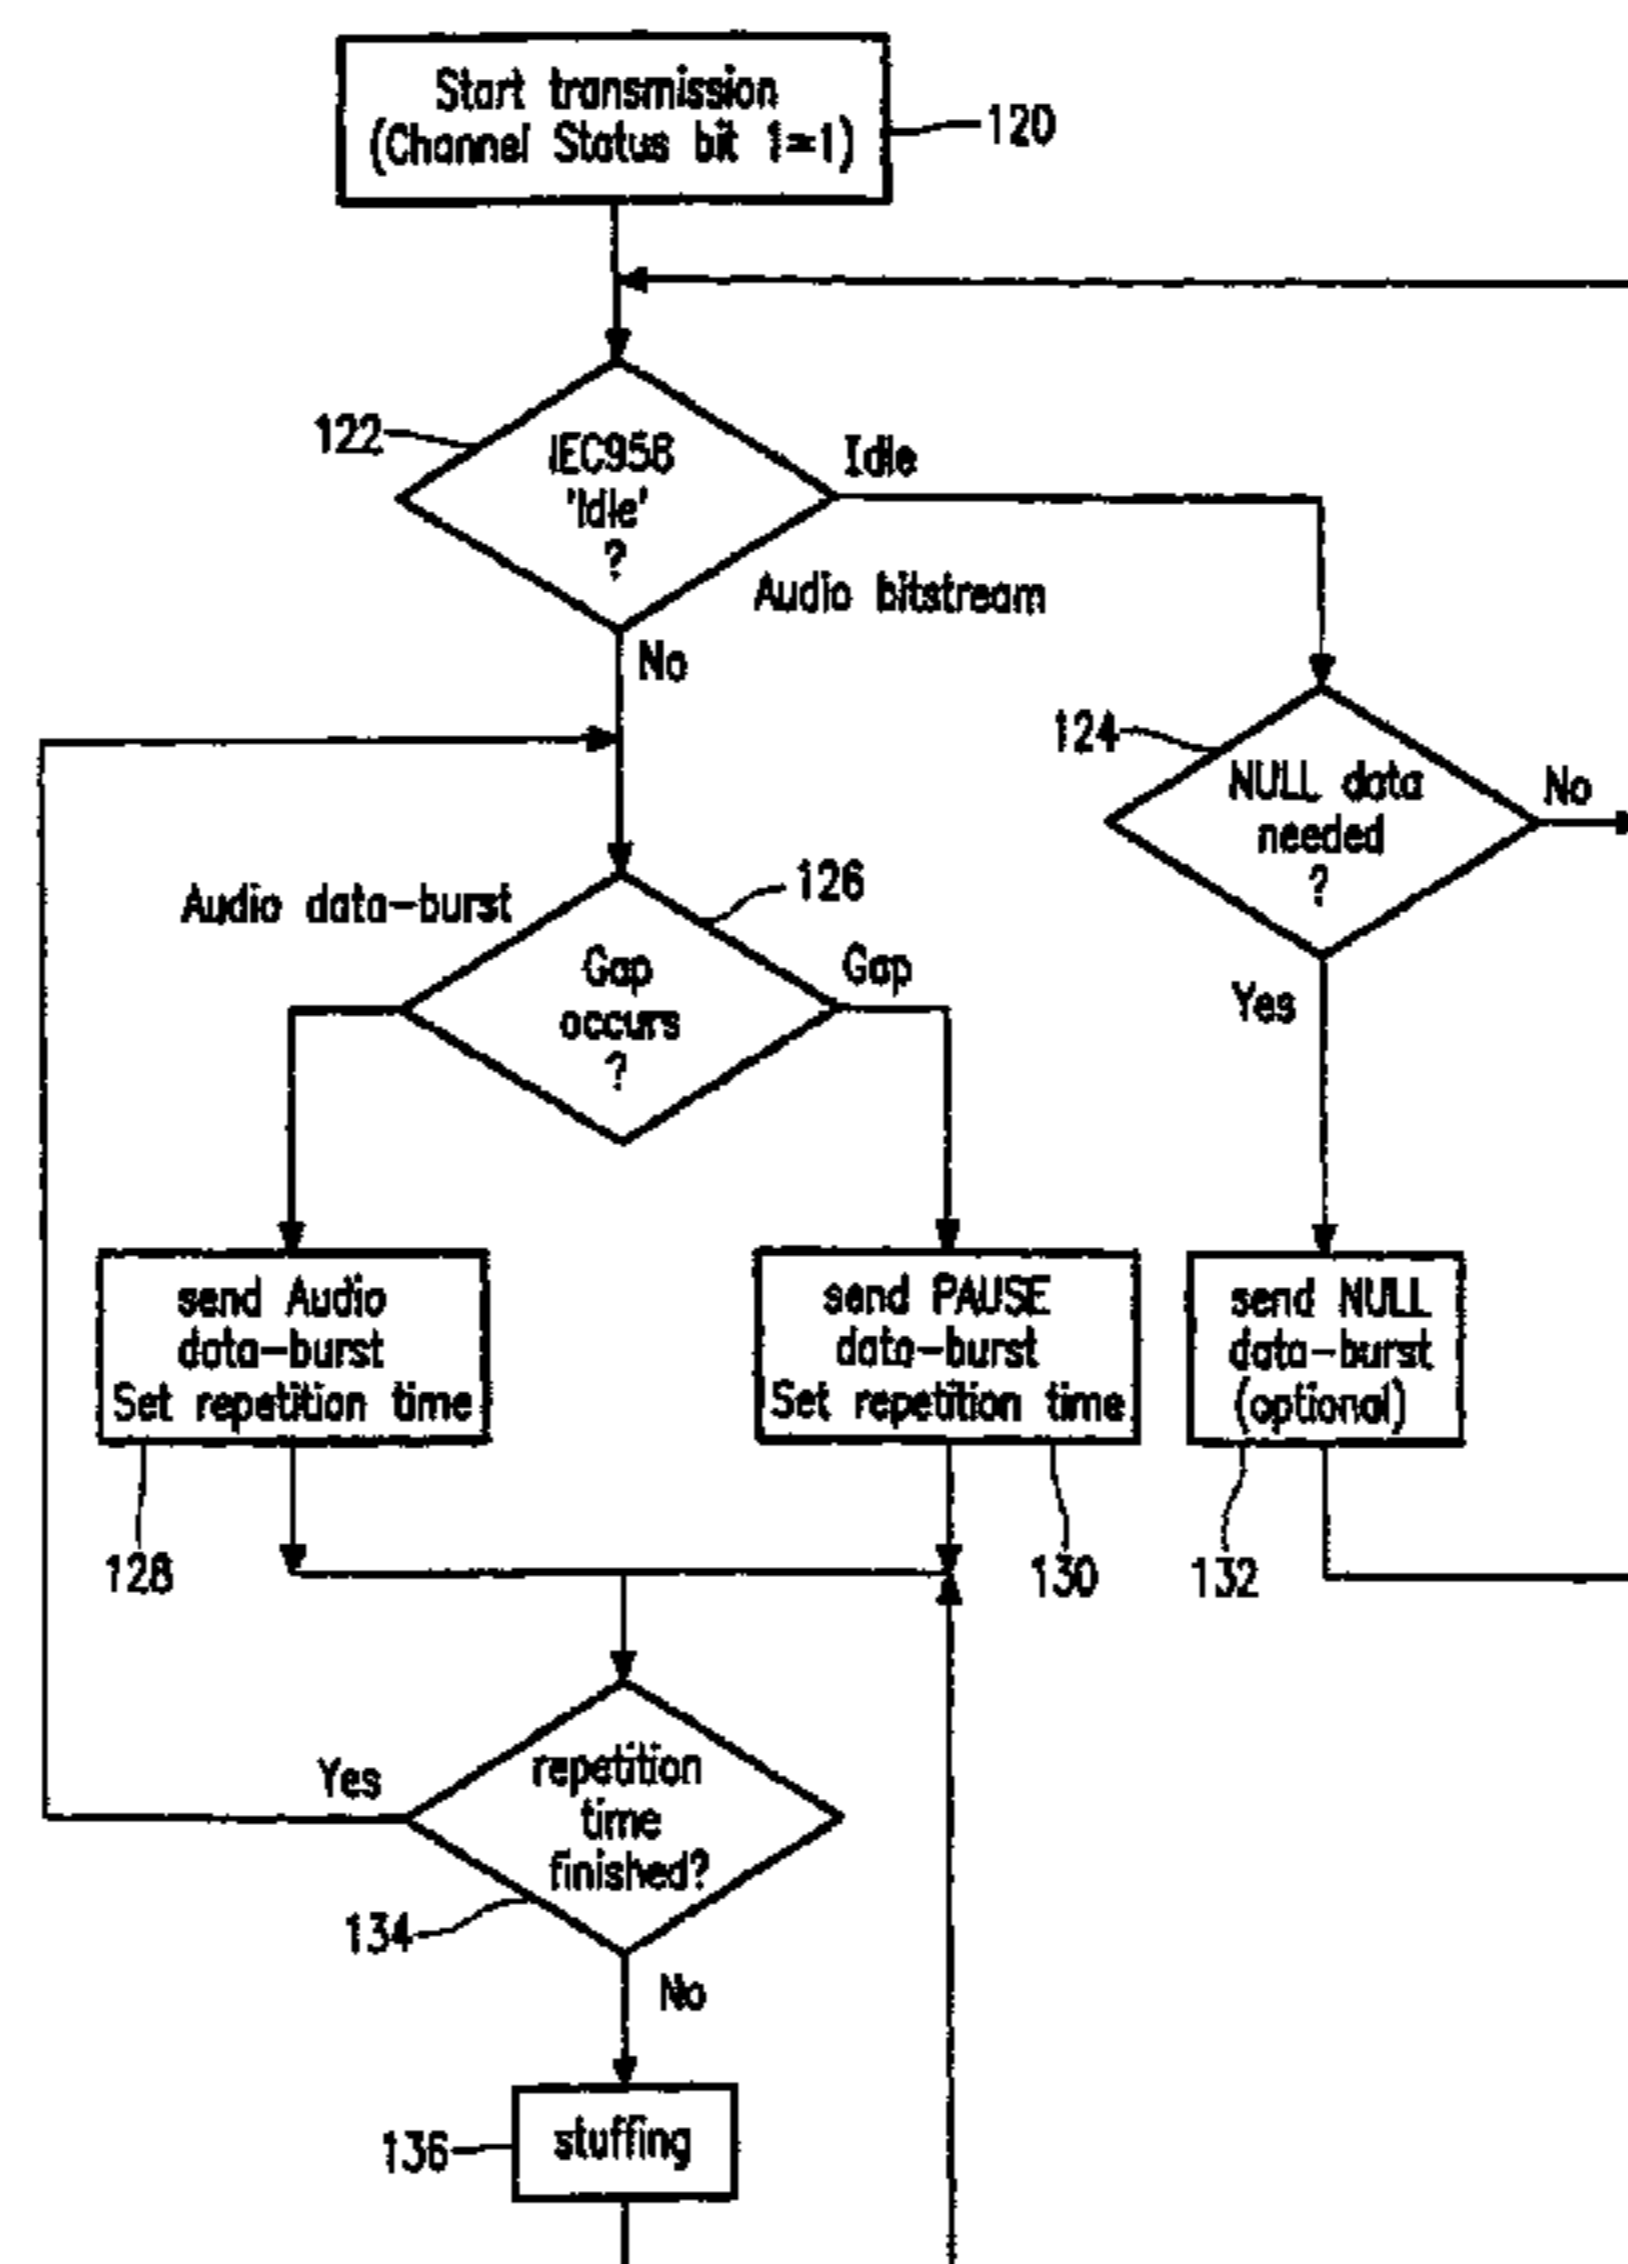 Start transmission
(Channel Status bit 1=1)
120
122
IEC958
'Idle'
?
Idle
Audio bitstream
No
124
NULL data
needed
?
No
Yes
Audio data-burst
126
Gap
occurs
?
Gap
send Audio
data-burst
Set repetition time
send PAUSE
data-burst
Set repetition time
send NULL
data-burst
(optional)
128
130
132
Yes
repetition
time
finished?
134
No
136
stuffing